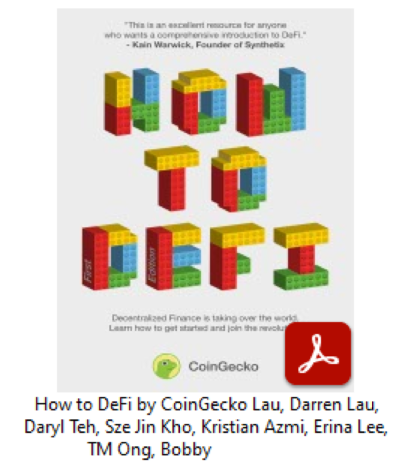 "This is an excellent resource for anyone
who wants a comprehensive introduction to DeFi."
- Kain Warwick, Founder of Synthetix
HOW
TO
DEFI
First
Edition
Decentralized Finance is taking over the world.
Learn how to get started and join the
CoinGecko
How to DeFi by CoinGecko Lau, Darren Lau,
Daryl Teh, Sze Jin Kho, Kristian Azmi, Erina Lee,
TM Ong, Bobby